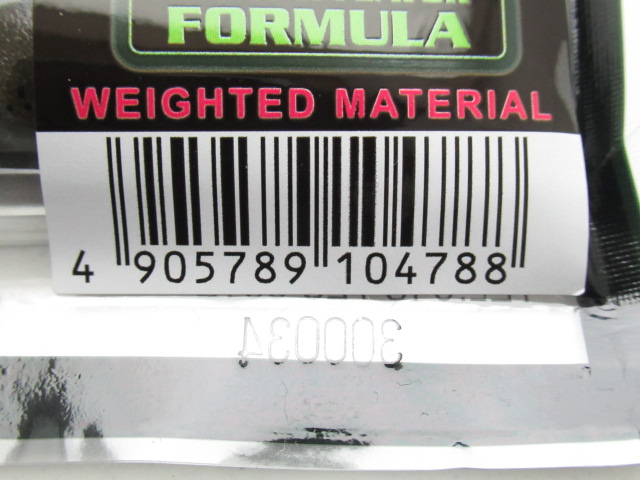 FORMULA
WEIGHTED MATERIAL
4 905789 104788
300034